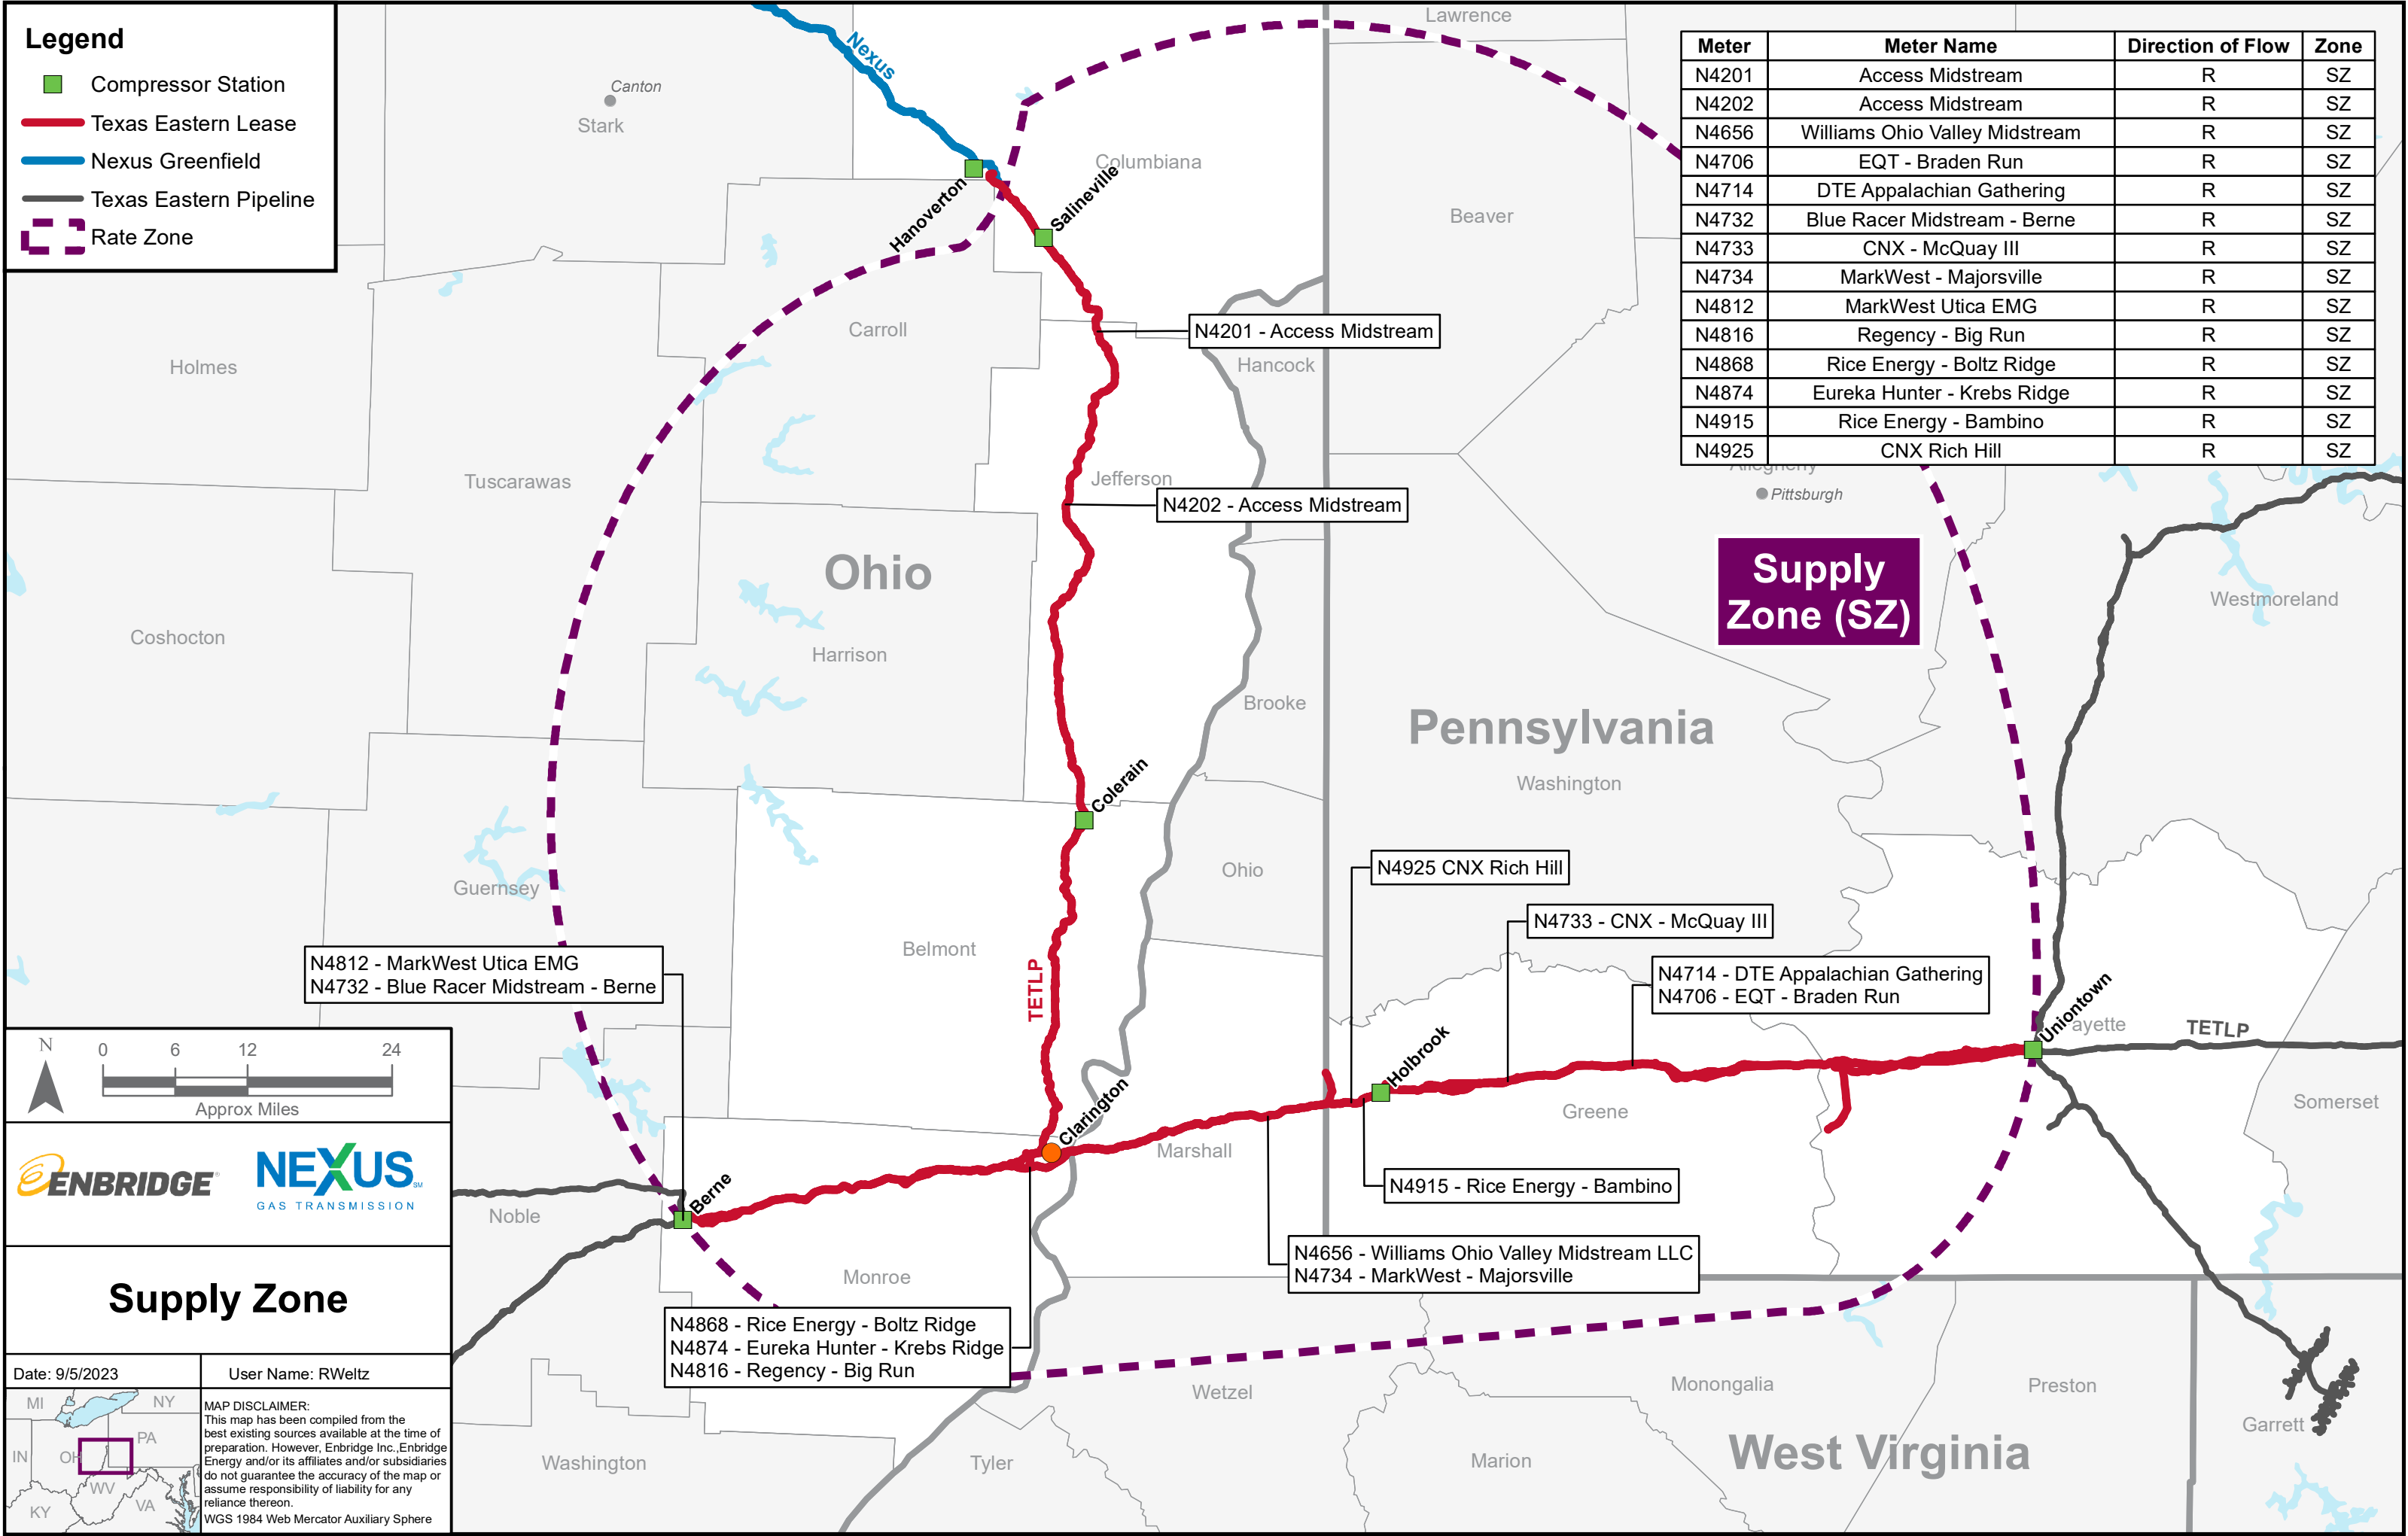 Legend
Compressor Station
Texas Eastern Lease
Nexus Greenfield
Texas Eastern Pipeline
Rate Zone
Meter Meter Name Direction of Flow Zone
N4201 Access Midstream R SZ
N4202 Access Midstream R SZ
N4656 Williams Ohio Valley Midstream R SZ
N4706 EQT - Braden Run R SZ
N4714 DTE Appalachian Gathering R SZ
N4732 Blue Racer Midstream - Berne R SZ
N4733 CNX - McQuay III R SZ
N4734 MarkWest - Majorsville R SZ
N4812 MarkWest Utica EMG R SZ
N4816 Regency - Big Run R SZ
N4868 Rice Energy - Boltz Ridge R SZ
N4874 Eureka Hunter - Krebs Ridge R SZ
N4915 Rice Energy - Bambino R SZ
N4925 CNX Rich Hill R SZ
Lawrence
Nexus
Canton
Stark
Columbiana
Hanoverton
Salineville
Beaver
Carroll
N4201 - Access Midstream
Holmes
Hancock
Tuscarawas
Jefferson
Allegheny
Pittsburgh
N4202 - Access Midstream
Ohio
Supply
Zone (SZ)
Westmoreland
Coshocton
Harrison
Brooke
Pennsylvania
Washington
Colerain
Ohio
N4925 CNX Rich Hill
Guernsey
N4733 - CNX - McQuay III
Belmont
N4812 - MarkWest Utica EMG
N4732 - Blue Racer Midstream - Berne
TETLP
N4714 - DTE Appalachian Gathering
N4706 - EQT - Braden Run
Uniontown
ayette
TETLP
Holbrook
Clarington
Greene
Somerset
Marshall
N4915 - Rice Energy - Bambino
Berne
Noble
Monroe
N4656 - Williams Ohio Valley Midstream LLC
N4734 - MarkWest - Majorsville
N4868 - Rice Energy - Boltz Ridge
N4874 - Eureka Hunter - Krebs Ridge
N4816 - Regency - Big Run
Wetzel
Monongalia
Preston
Garrett
West Virginia
Washington
Tyler
Marion
N
0 6 12 24
Approx Miles
ENBRIDGE®
NEXUS SM
GAS TRANSMISSION
Supply Zone
Date: 9/5/2023 User Name: RWeltz
MI
NY
PA
IN
OH
WV
VA
KY
MAP DISCLAIMER:
This map has been compiled from the
best existing sources available at the time of
preparation. However, Enbridge Inc.,Enbridge
Energy and/or its affiliates and/or subsidiaries
do not guarantee the accuracy of the map or
assume responsibility of liability for any
reliance thereon.
WGS 1984 Web Mercator Auxiliary Sphere